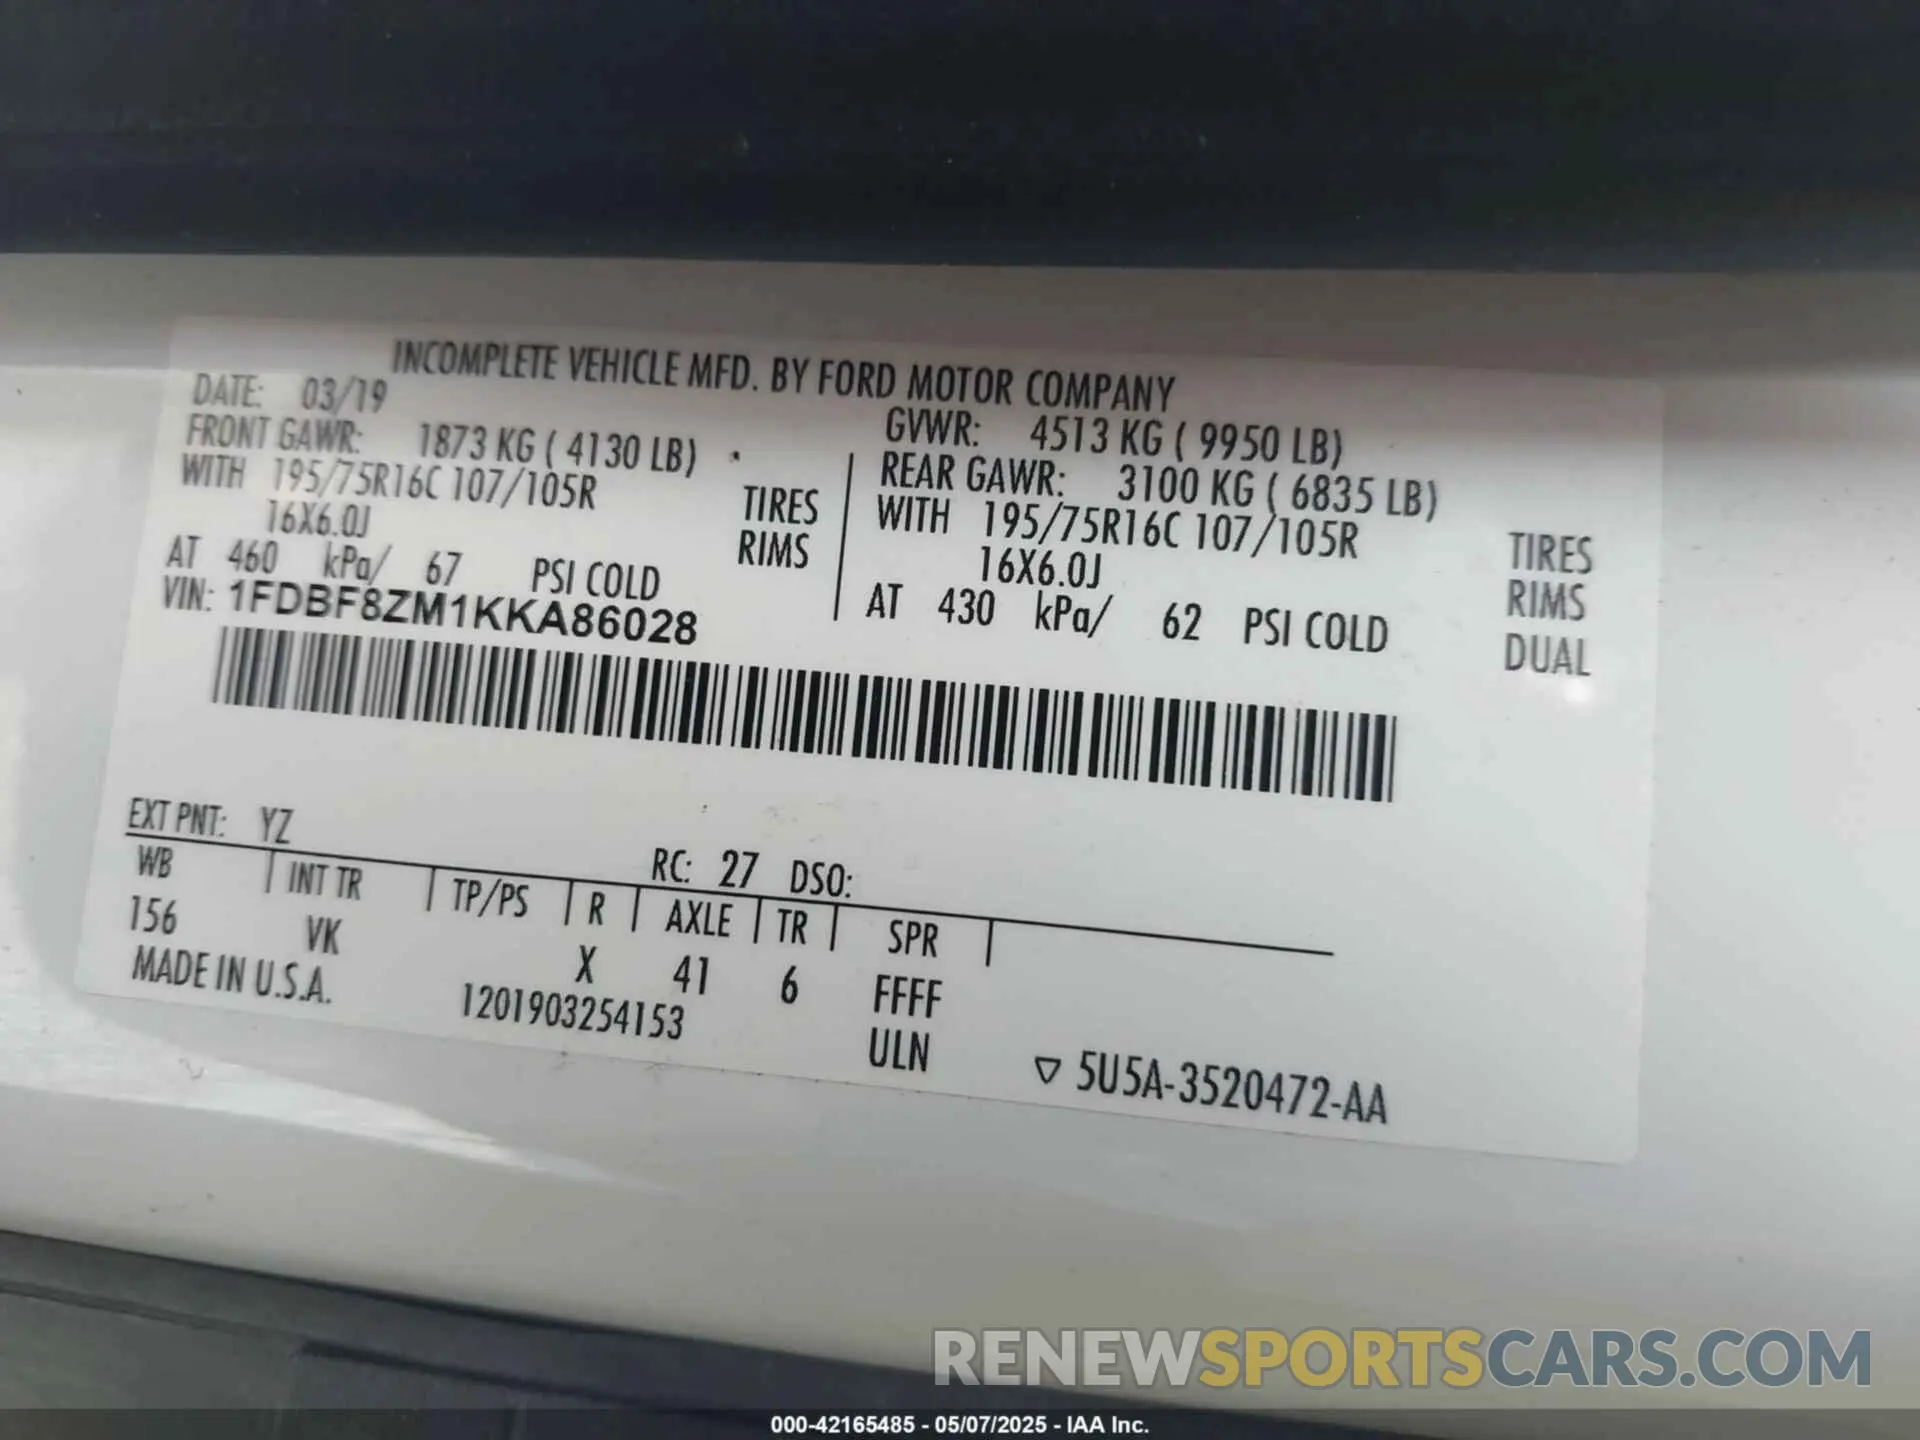 INCOMPLETE VEHICLE MFD. BY FORD MOTOR COMPANY
DATE: 03/19 GVWR: 4513 KG ( 9950 LB)
FRONT GAWR: 1873 KG ( 4130 LB) REAR GAWR: 3100 KG ( 6835 LB)
WITH 195/75R16C 107/105R TIRES WITH 195/75R16C 107/105R TIRES
16X6.0J RIMS 16X6.0J RIMS
AT 460 kPa/ 67 PSI COLD AT 430 kPa/ 62 PSI COLD DUAL
VIN: 1FDBF8ZM1KKA86028
EXT PNT: YZ RC: 27 DSO:
WB INT TR TP/PS R AXLE TR SPR
156 VK X 41 6 FFFF
MADE IN U.S.A. 1201903254153 ULN
▽ 5U5A-3520472-AA
RENEWSPORTSCARS.COM
000-42165485 - 05/07/2025 - IAA Inc.